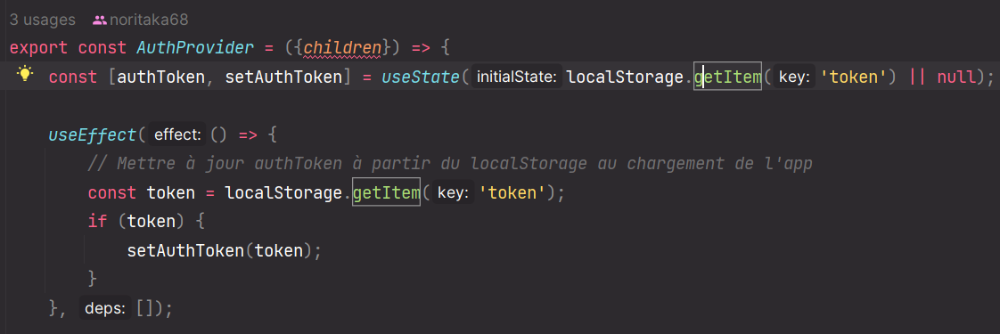 3 usages noritaka68
export const AuthProvider = ({children}) => {
const [authToken, setAuthToken] = useState( initialState: localStorage.getItem( key: 'token') || null);
useEffect( effect: () => {
// Mettre à jour authToken à partir du localStorage au chargement de l'app
const token = localStorage.getItem( key: 'token');
if (token) {
setAuthToken(token);
}
}, deps: []);